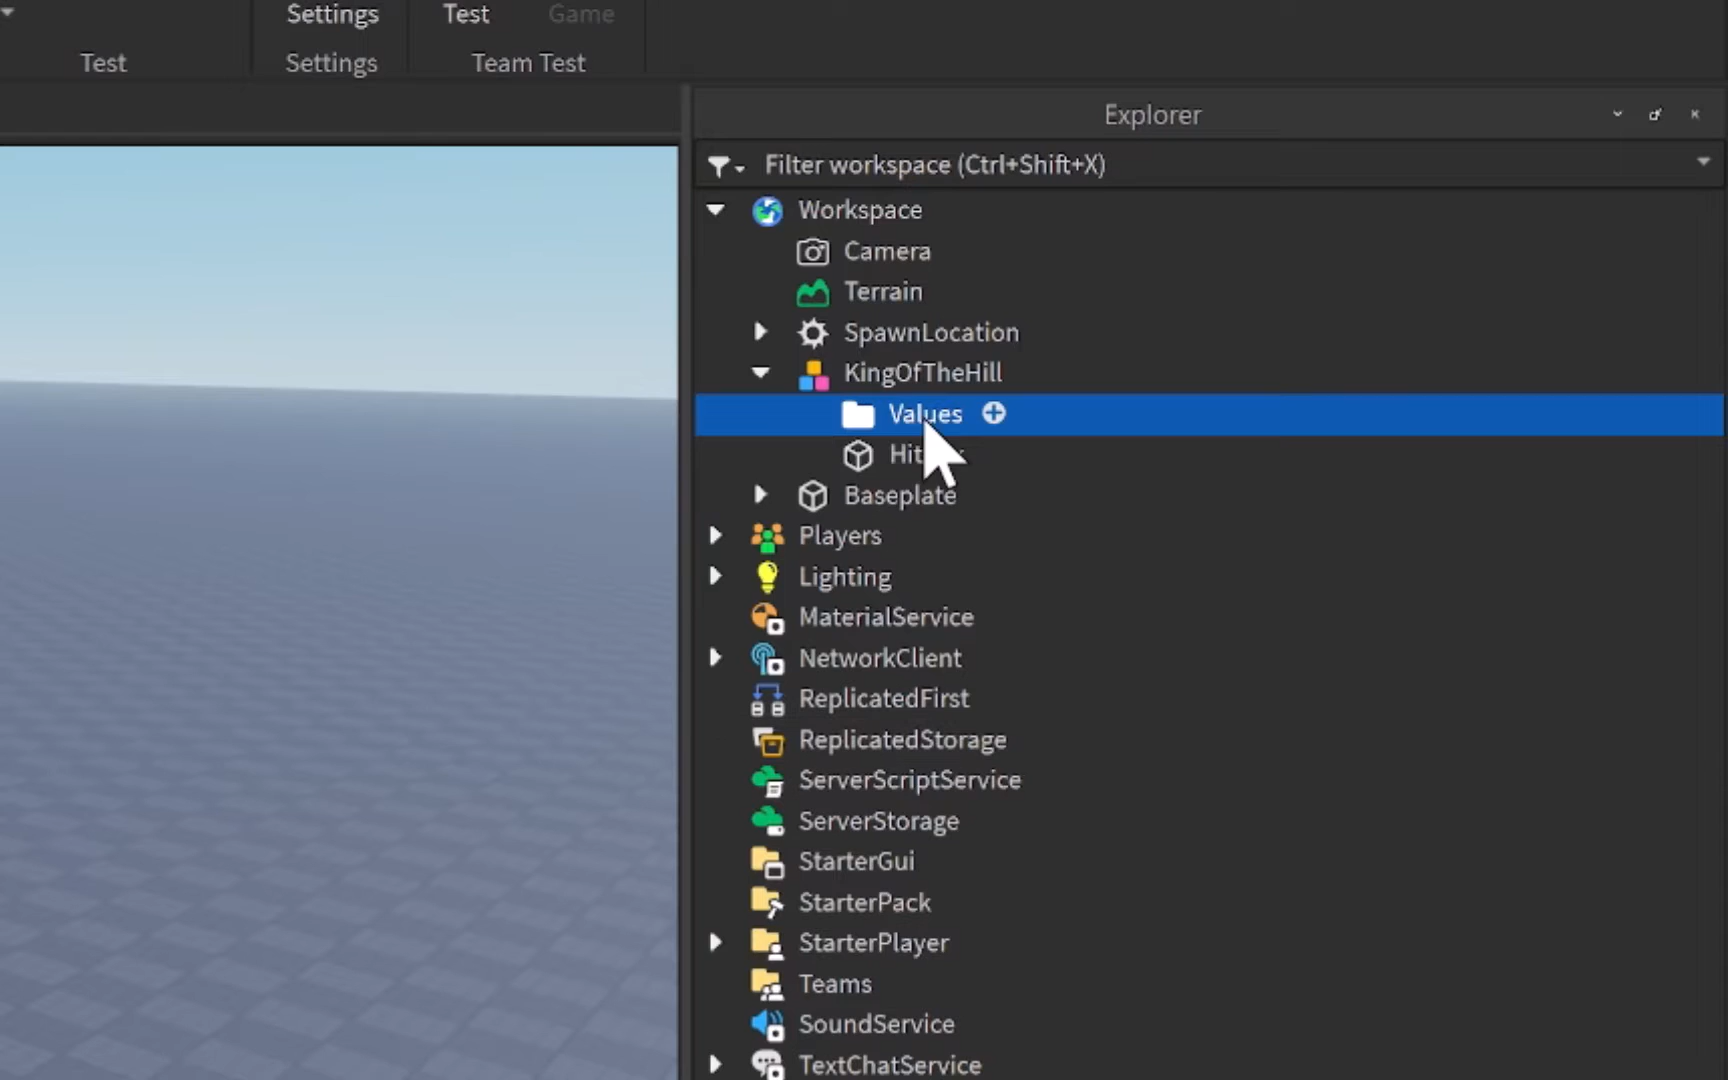 Settings Test Game
Test Settings Team Test
Explorer
Filter workspace (Ctrl+Shift+X)
Workspace
Camera
Terrain
SpawnLocation
KingOfTheHill
Values
Baseplate
Players
Lighting
MaterialService
NetworkClient
ReplicatedFirst
ReplicatedStorage
ServerScriptService
ServerStorage
StarterGui
StarterPack
StarterPlayer
Teams
SoundService
TextChatService